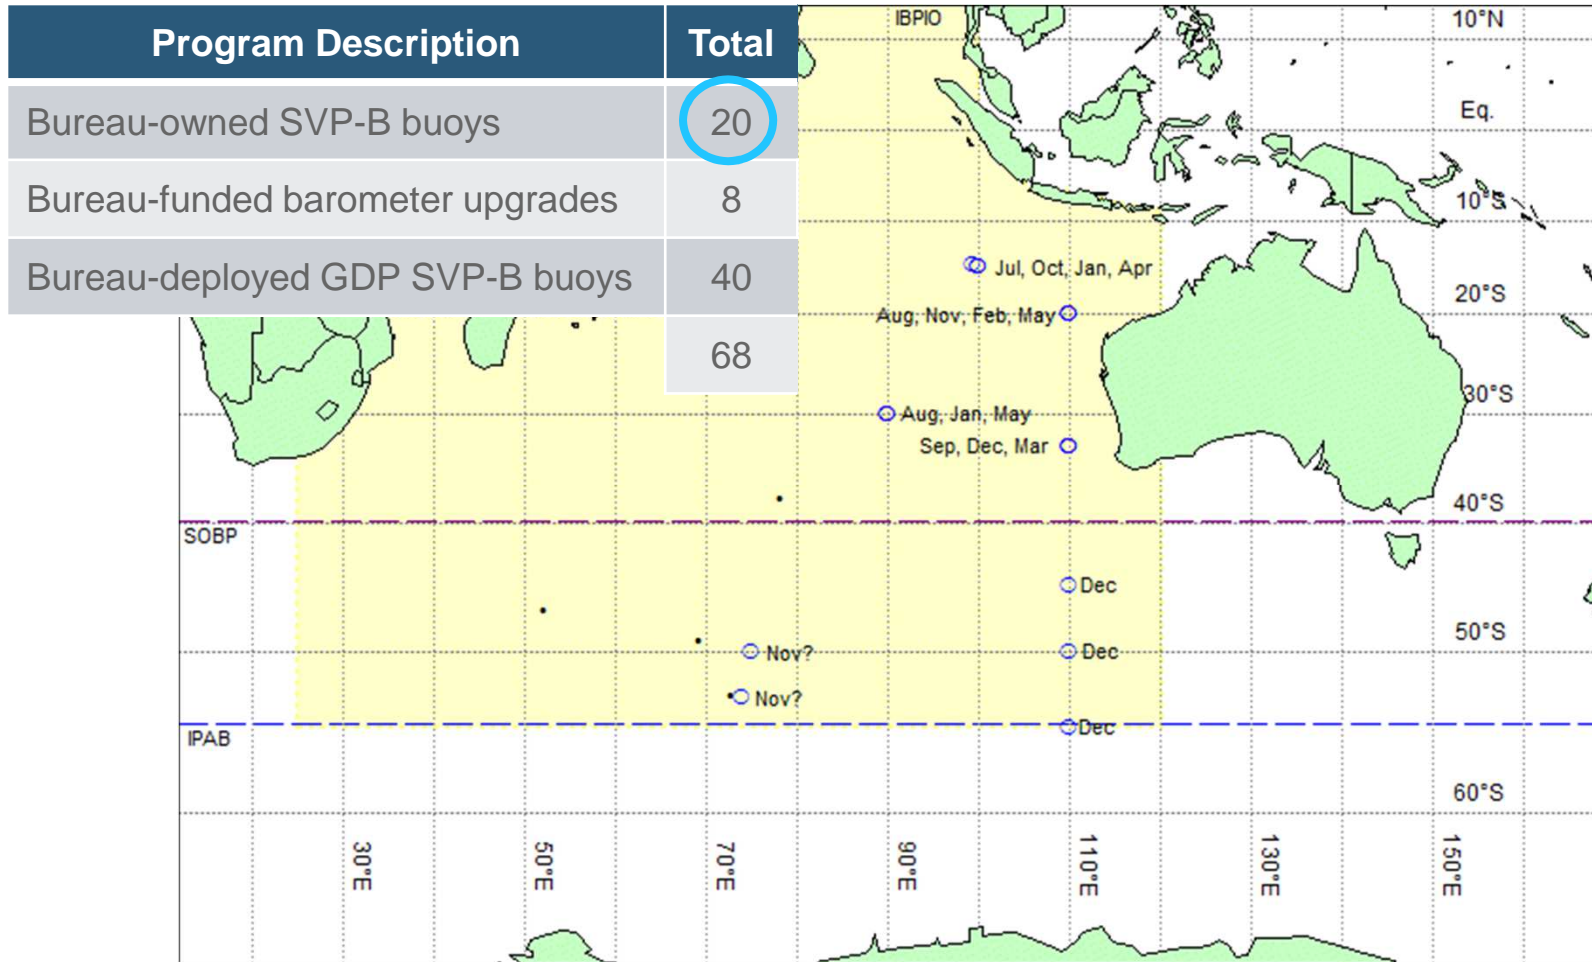 Program Description Total
Bureau-owned SVP-B buoys 20
Bureau-funded barometer upgrades 8
Bureau-deployed GDP SVP-B buoys 40
68
IBPIO
10°N
Eq.
10°S
Jul, Oct, Jan, Apr
20°S
Aug, Nov, Feb, May
30°S
Aug, Jan, May
Sep, Dec, Mar
40°S
SOBP
Dec
50°S
Nov? Dec
Nov?
Dec
IPAB
60°S
30°E 50°E 70°E 90°E 110°E 130°E 150°E